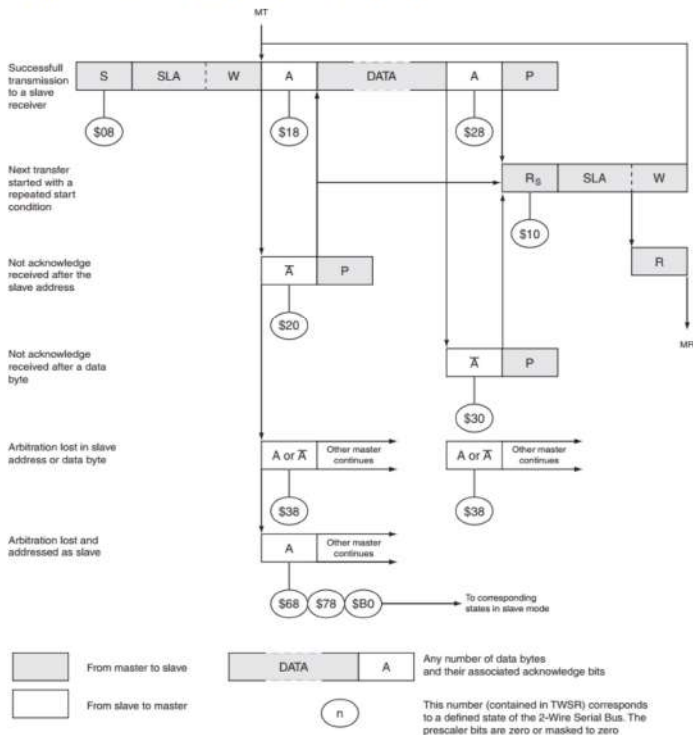 MT
Successfull
transmission
to a slave
receiver
S SLA W A DATA A P
$08 $18 $28
Next transfer
started with a
repeated start
condition
RS SLA W
$10
Not acknowledge
received after the
slave address
A̅ P
R
$20
MR
Not acknowledge
received after a data
byte
A̅ P
$30
Arbitration lost in slave
address or data byte
A or A̅ Other master
continues
A or A̅ Other master
continues
$38 $38
Arbitration lost and
addressed as slave
A Other master
continues
$68 $78 $B0
To corresponding
states in slave mode
From master to slave
DATA A
Any number of data bytes
and their associated acknowledge bits
From slave to master
n
This number (contained in TWSR) corresponds
to a defined state of the 2-Wire Serial Bus. The
prescaler bits are zero or masked to zero